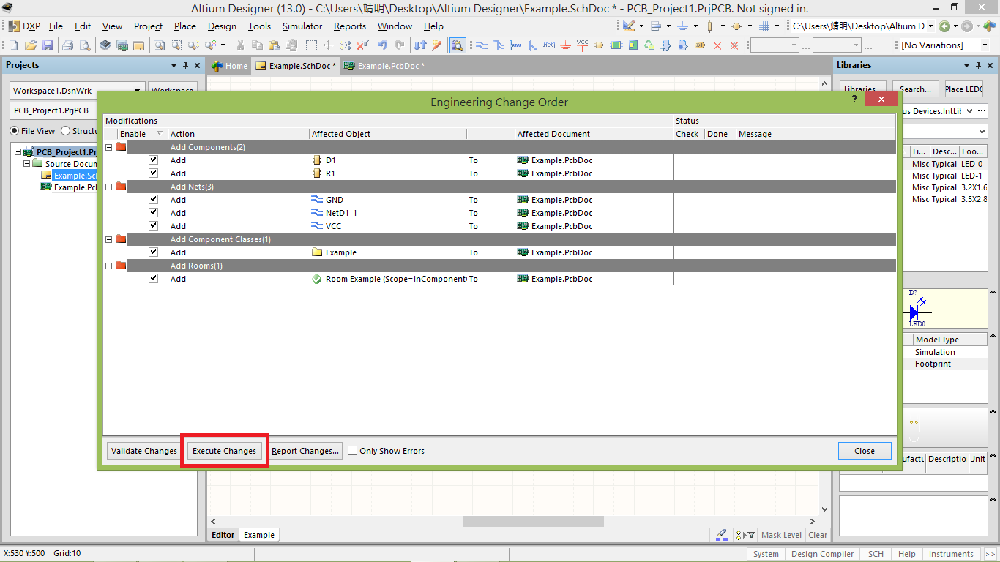 Altium Designer (13.0) - C:\Users\靖明\Desktop\Altium Designer\Example.SchDoc * - PCB_Project1.PrjPCB. Not signed in.
DXP File Edit View Project Place Design Tools Simulator Reports Window Help C:\Users\靖明\Desktop\Altium D
Net Vcc ... ... [No Variations]
Projects
Home Example.SchDoc * Example.PcbDoc *
Libraries
Workspace1.DsnWrk Workspace
Libraries... Search... Place LED0
PCB_Project1.PrjPCB
us Devices.IntLib ...
File View Structu
PCB_Project1.Pr
Source Docum
Example.Sch
Example.Pcb
Engineering Change Order
? ×
Modifications Status
Enable Action Affected Object Affected Document Check Done Message
Add Components(2)
Add D1 To Example.PcbDoc
Add R1 To Example.PcbDoc
Add Nets(3)
Add GND To Example.PcbDoc
Add NetD1_1 To Example.PcbDoc
Add VCC To Example.PcbDoc
Add Component Classes(1)
Add Example To Example.PcbDoc
Add Rooms(1)
Add Room Example (Scope=InComponent To Example.PcbDoc
Validate Changes Execute Changes Report Changes... Only Show Errors Close
Li... Desc... Foo...
Misc Typical LED-0
Misc Typical LED-1
Misc Typical 3.2X1.6
Misc Typical 3.5X2.8
D?
LED0
Model Type
Simulation
Footprint
ufactu Descriptio Unit
Editor Example Mask Level Clear
X:530 Y:500 Grid:10 System Design Compiler SCH Help Instruments >>